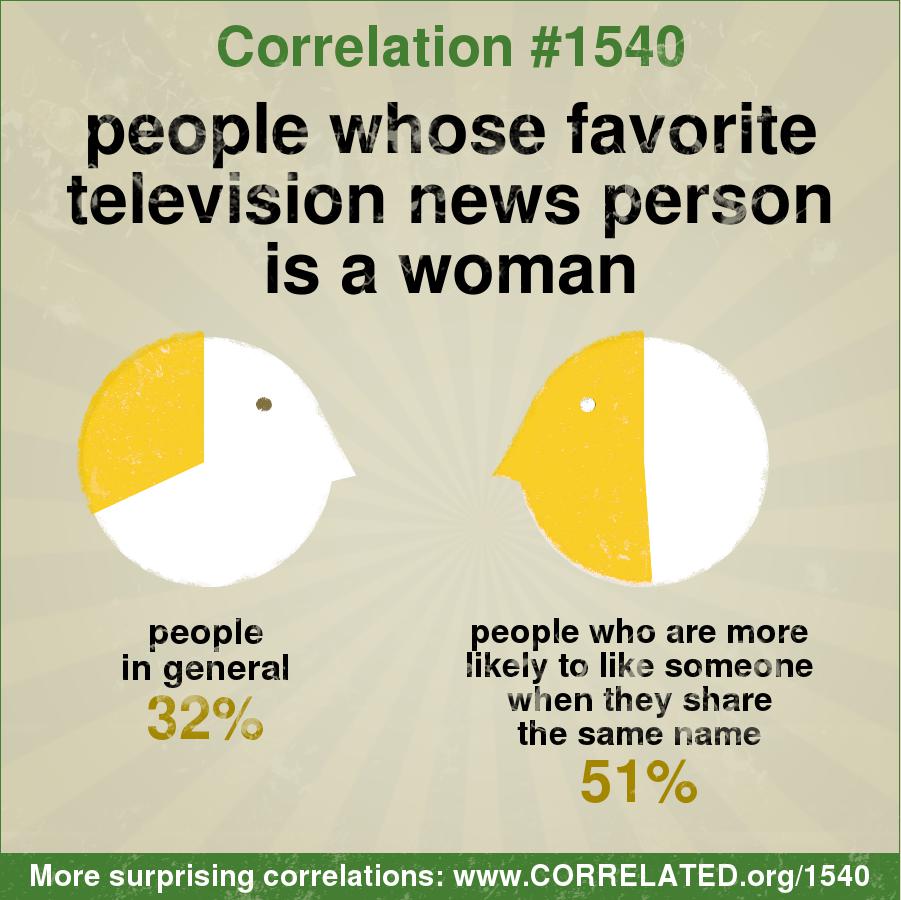 Correlation #1540
people whose favorite
television news person
is a woman
people
in general
32%
people who are more
likely to like someone
when they share
the same name
51%
More surprising correlations: www.CORRELATED.org/1540